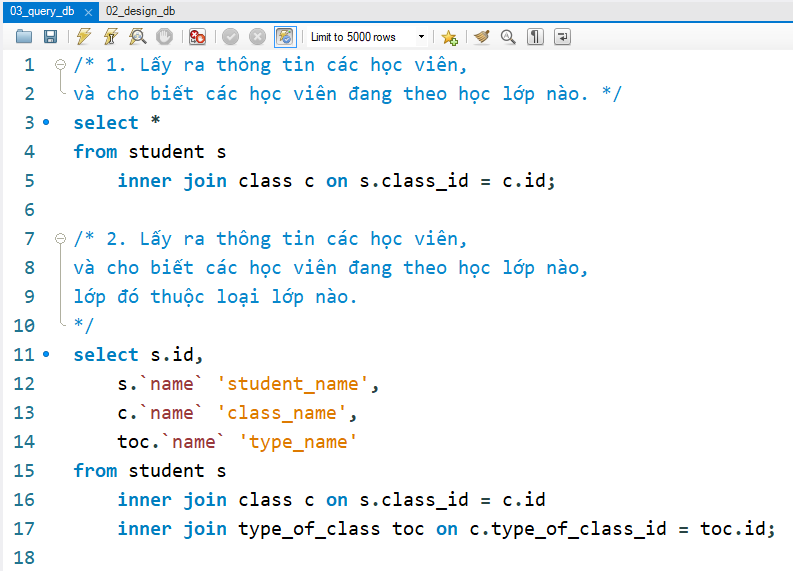 03_query_db × 02_design_db
Limit to 5000 rows
1 /* 1. Lấy ra thông tin các học viên,
2 và cho biết các học viên đang theo học lớp nào. */
3 select *
4 from student s
5 inner join class c on s.class_id = c.id;
6
7 /* 2. Lấy ra thông tin các học viên,
8 và cho biết các học viên đang theo học lớp nào,
9 lớp đó thuộc loại lớp nào.
10 */
11 select s.id,
12 s.`name` 'student_name',
13 c.`name` 'class_name',
14 toc.`name` 'type_name'
15 from student s
16 inner join class c on s.class_id = c.id
17 inner join type_of_class toc on c.type_of_class_id = toc.id;
18